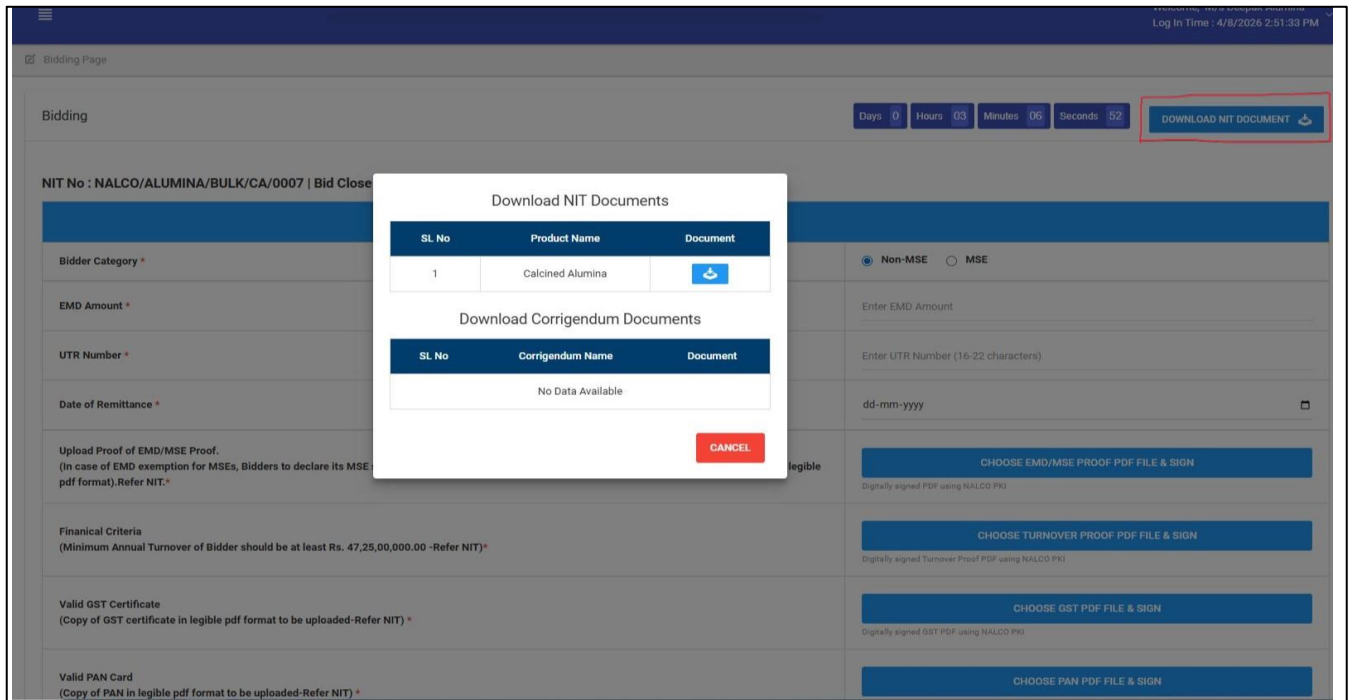 Welcome, M/s Deepak Alumina
Log In Time : 4/8/2026 2:51:33 PM
Bidding Page
Bidding
Days 0 Hours 03 Minutes 06 Seconds 52
DOWNLOAD NIT DOCUMENT
NIT No : NALCO/ALUMINA/BULK/CA/0007 | Bid Close
Download NIT Documents
SL No Product Name Document
1 Calcined Alumina
Download Corrigendum Documents
SL No Corrigendum Name Document
No Data Available
CANCEL
Bidder Category *
Non-MSE MSE
EMD Amount *
Enter EMD Amount
UTR Number *
Enter UTR Number (16-22 characters)
Date of Remittance *
dd-mm-yyyy
Upload Proof of EMD/MSE Proof.
(In case of EMD exemption for MSEs, Bidders to declare its MSE legible
pdf format).Refer NIT.*
CHOOSE EMD/MSE PROOF PDF FILE & SIGN
Digitally signed PDF using NALCO PKI
Finanical Criteria
(Minimum Annual Turnover of Bidder should be at least Rs. 47,25,00,000.00 -Refer NIT)*
CHOOSE TURNOVER PROOF PDF FILE & SIGN
Digitally signed Turnover Proof PDF using NALCO PKI
Valid GST Certificate
(Copy of GST certificate in legible pdf format to be uploaded-Refer NIT) *
CHOOSE GST PDF FILE & SIGN
Digitally signed GST PDF using NALCO PKI
Valid PAN Card
(Copy of PAN in legible pdf format to be uploaded-Refer NIT) *
CHOOSE PAN PDF FILE & SIGN